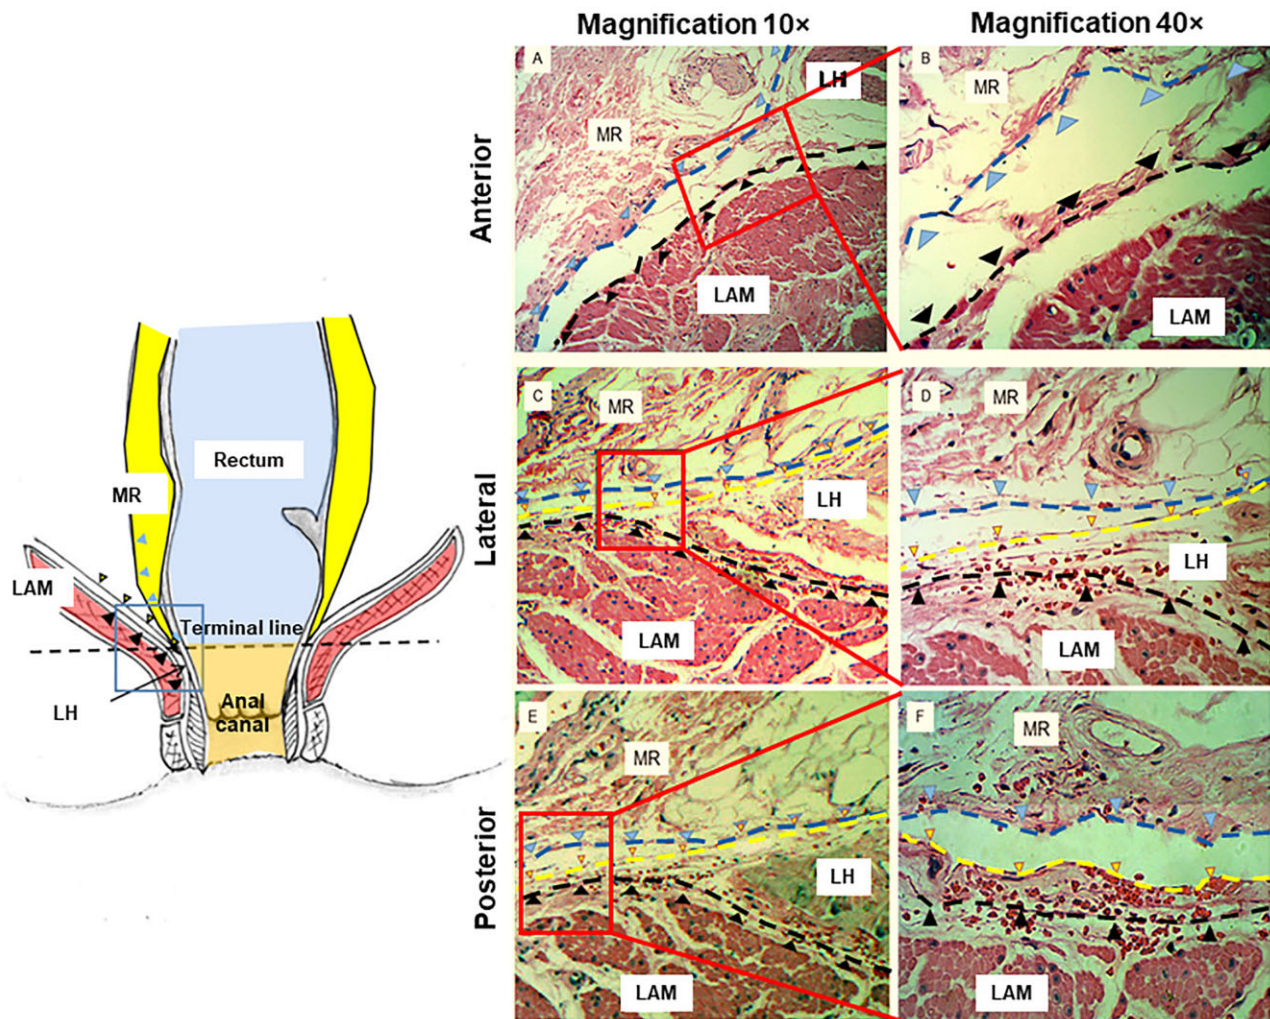 Magnification 10×
Magnification 40×
Anterior
A
MR
LH
LAM
B
MR
LAM
Lateral
C
MR
LH
LAM
D
MR
LH
LAM
Posterior
E
MR
LH
LAM
F
MR
LAM
Rectum
MR
LAM
Terminal line
LH
Anal
canal